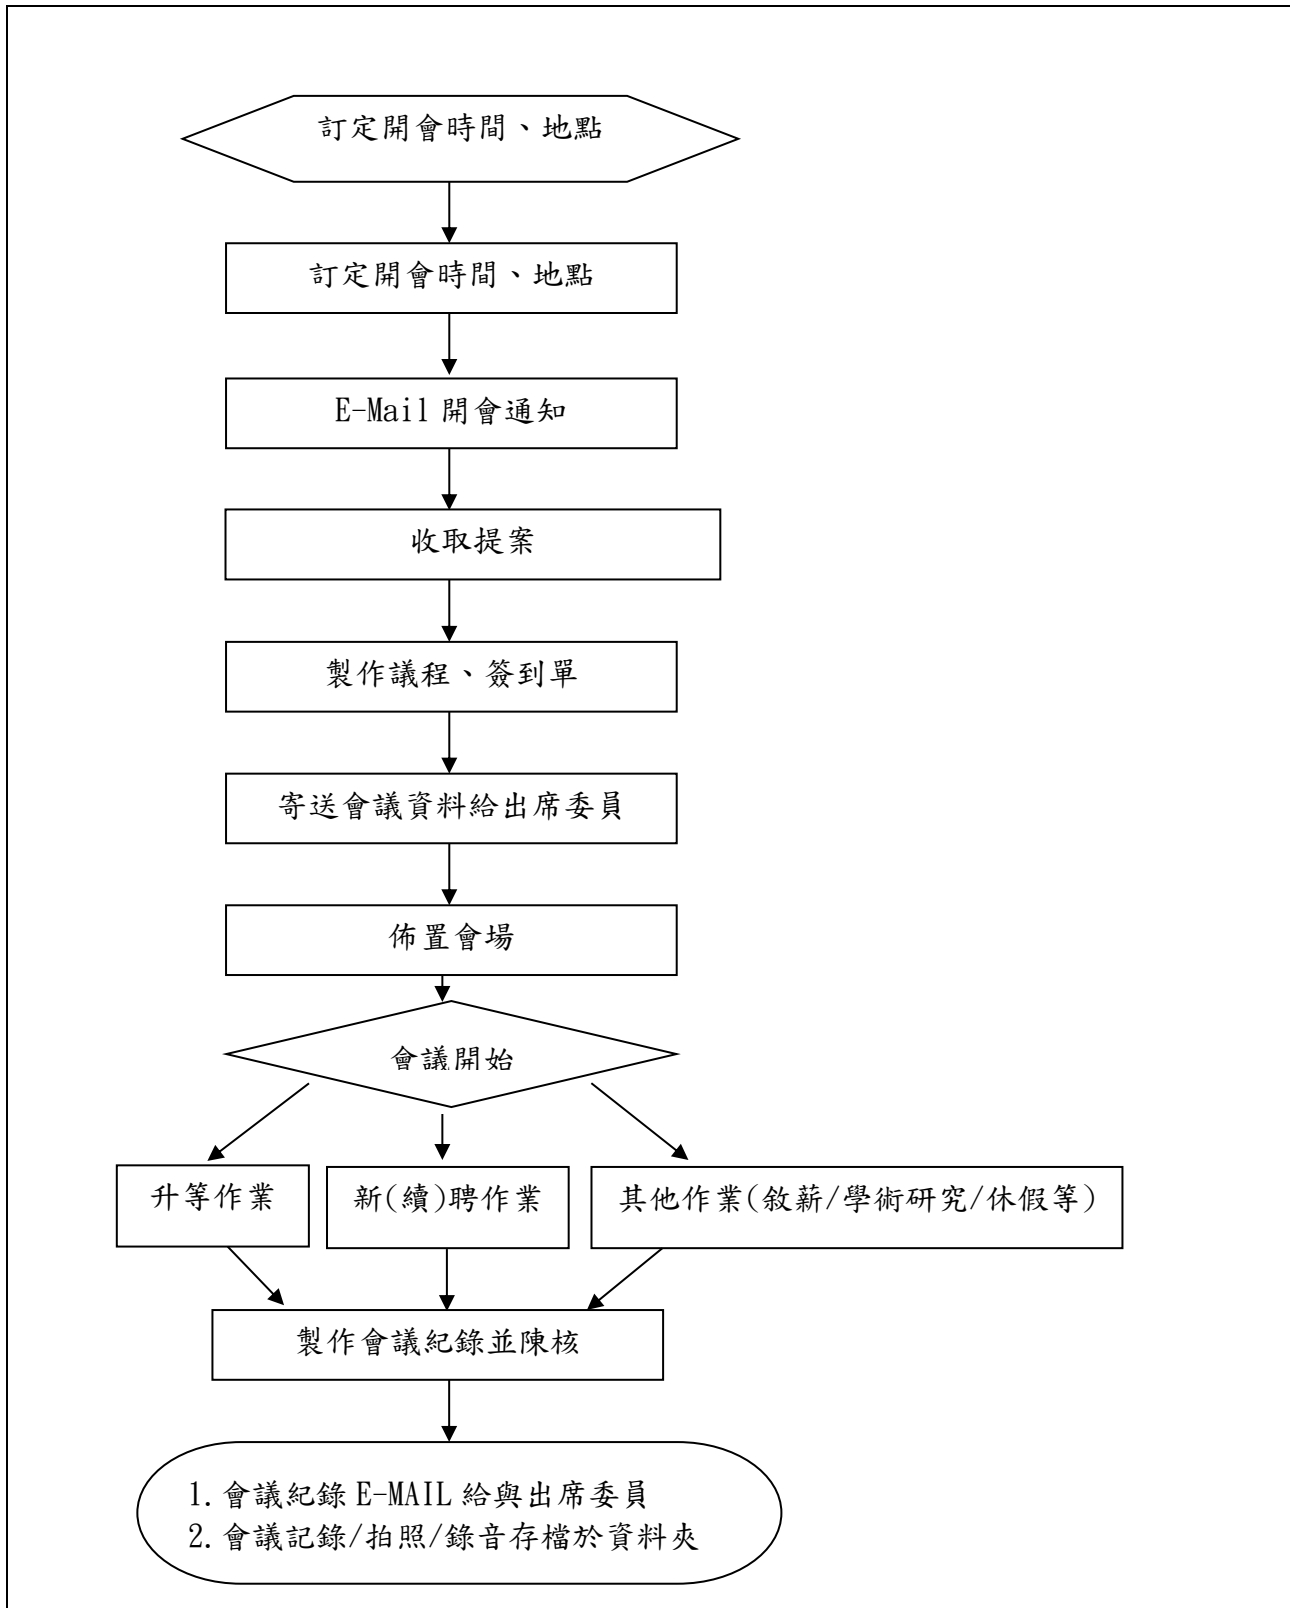 訂定開會時間、地點
訂定開會時間、地點
E-Mail 開會通知
收取提案
製作議程、簽到單
寄送會議資料給出席委員
佈置會場
會議開始
升等作業
新(續)聘作業
其他作業(敘薪/學術研究/休假等)
製作會議紀錄並陳核
1. 會議紀錄 E-MAIL 給與出席委員
2. 會議記錄/拍照/錄音存檔於資料夾